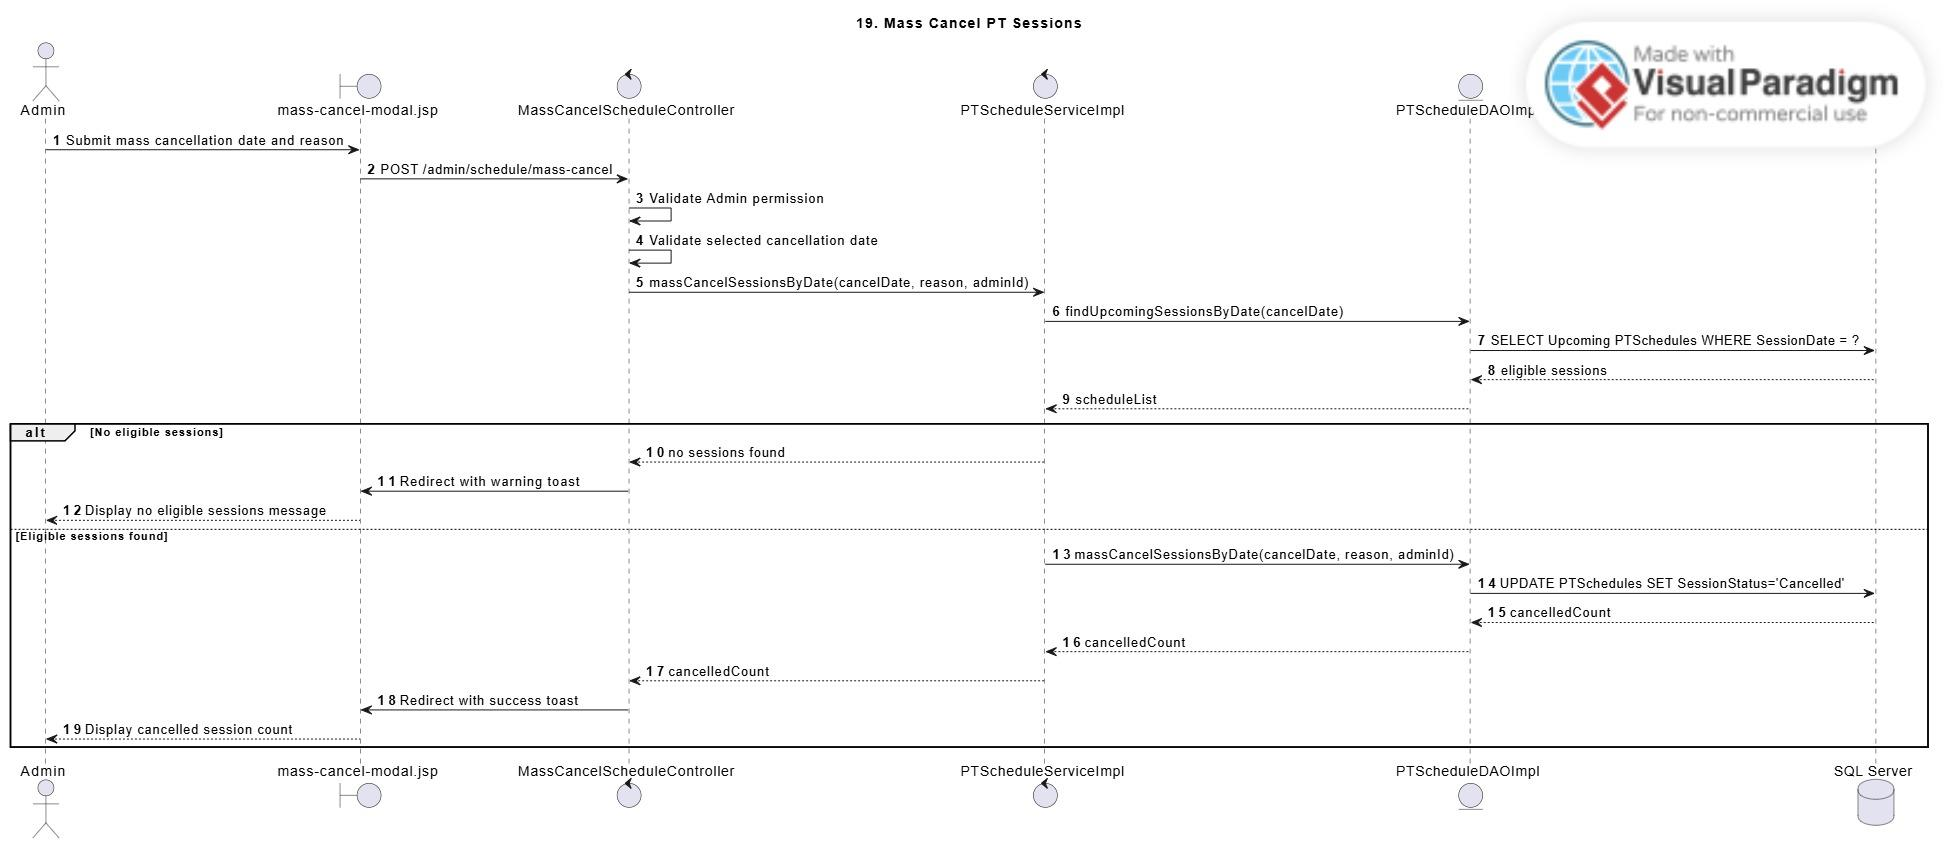 19. Mass Cancel PT Sessions
Made with
Visual Paradigm
For non-commercial use
Admin
mass-cancel-modal.jsp
MassCancelScheduleController
PTScheduleServiceImpl
PTScheduleDAOImp
1 Submit mass cancellation date and reason
2 POST /admin/schedule/mass-cancel
3 Validate Admin permission
4 Validate selected cancellation date
5 massCancelSessionsByDate(cancelDate, reason, adminId)
6 findUpcomingSessionsByDate(cancelDate)
7 SELECT Upcoming PTSchedules WHERE SessionDate = ?
8 eligible sessions
9 scheduleList
alt [No eligible sessions]
10 no sessions found
11 Redirect with warning toast
12 Display no eligible sessions message
[Eligible sessions found]
13 massCancelSessionsByDate(cancelDate, reason, adminId)
14 UPDATE PTSchedules SET SessionStatus='Cancelled'
15 cancelledCount
16 cancelledCount
17 cancelledCount
18 Redirect with success toast
19 Display cancelled session count
Admin
mass-cancel-modal.jsp
MassCancelScheduleController
PTScheduleServiceImpl
PTScheduleDAOImpl
SQL Server